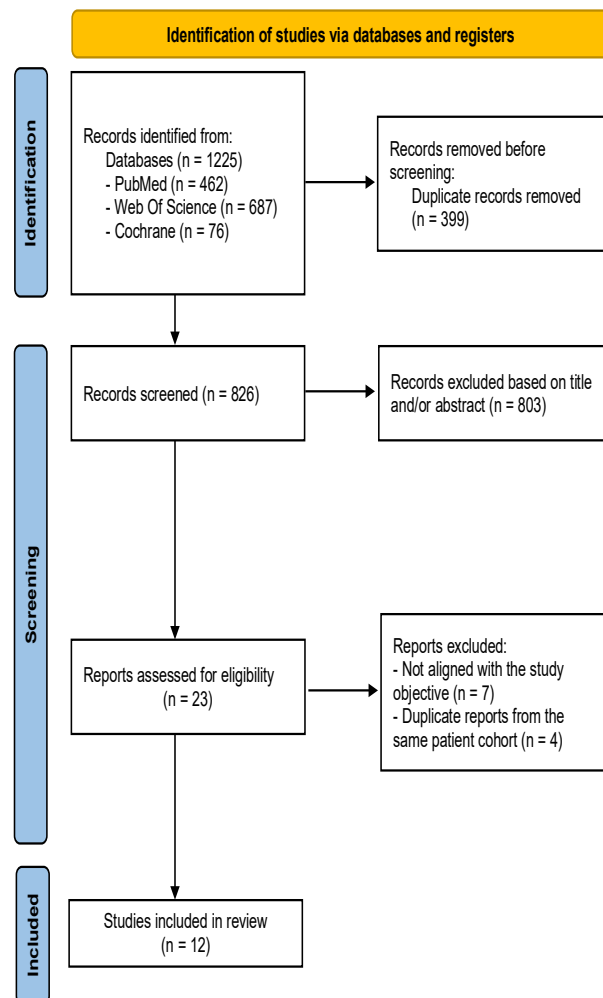 Identification of studies via databases and registers
Identification
Records identified from:
Databases (n = 1225)
- PubMed (n = 462)
- Web Of Science (n = 687)
- Cochrane (n = 76)
Records removed before
screening:
Duplicate records removed
(n = 399)
Screening
Records screened (n = 826)
Records excluded based on title
and/or abstract (n = 803)
Reports assessed for eligibility
(n = 23)
Reports excluded:
- Not aligned with the study
objective (n = 7)
- Duplicate reports from the
same patient cohort (n = 4)
Included
Studies included in review
(n = 12)